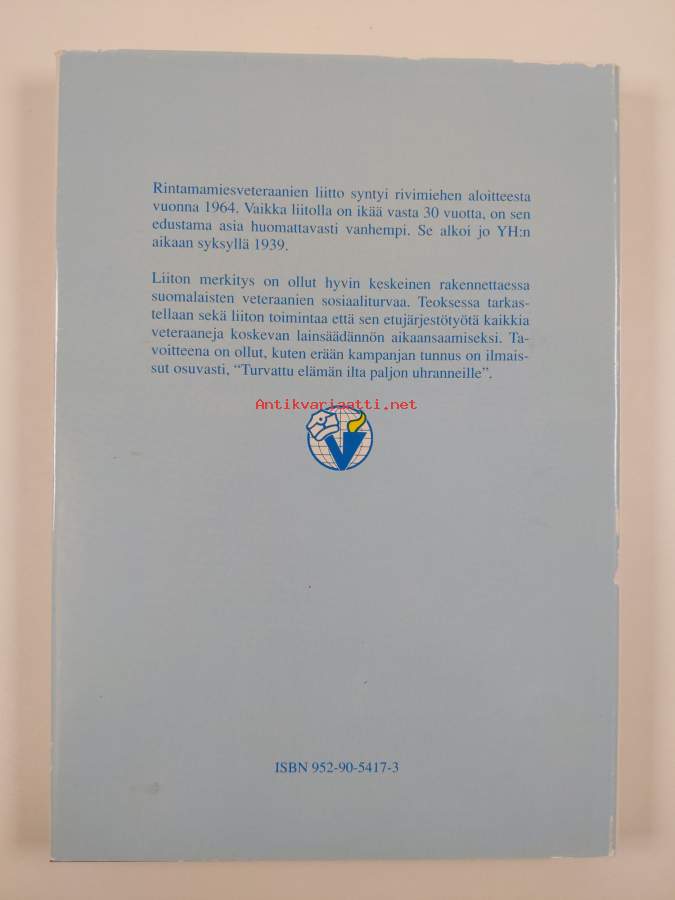 Rintamamiesveteraanien liitto syntyi rivimiehen aloitteesta
vuonna 1964. Vaikka liitolla on ikää vasta 30 vuotta, on sen
edustama asia huomattavasti vanhempi. Se alkoi jo YH:n
aikaan syksyllä 1939.
Liiton merkitys on ollut hyvin keskeinen rakennettaessa
suomalaisten veteraanien sosiaaliturvaa. Teoksessa tarkas-
tellaan sekä liiton toimintaa että sen etujärjestötyötä kaikkia
veteraaneja koskevan lainsäädännön aikaansaamiseksi. Ta-
voitteena on ollut, kuten erään kampanjan tunnus on ilmais-
sut osuvasti, “Turvattu elämän ilta paljon uhranneille”.
Antikvariaatti.net
V
ISBN 952-90-5417-3